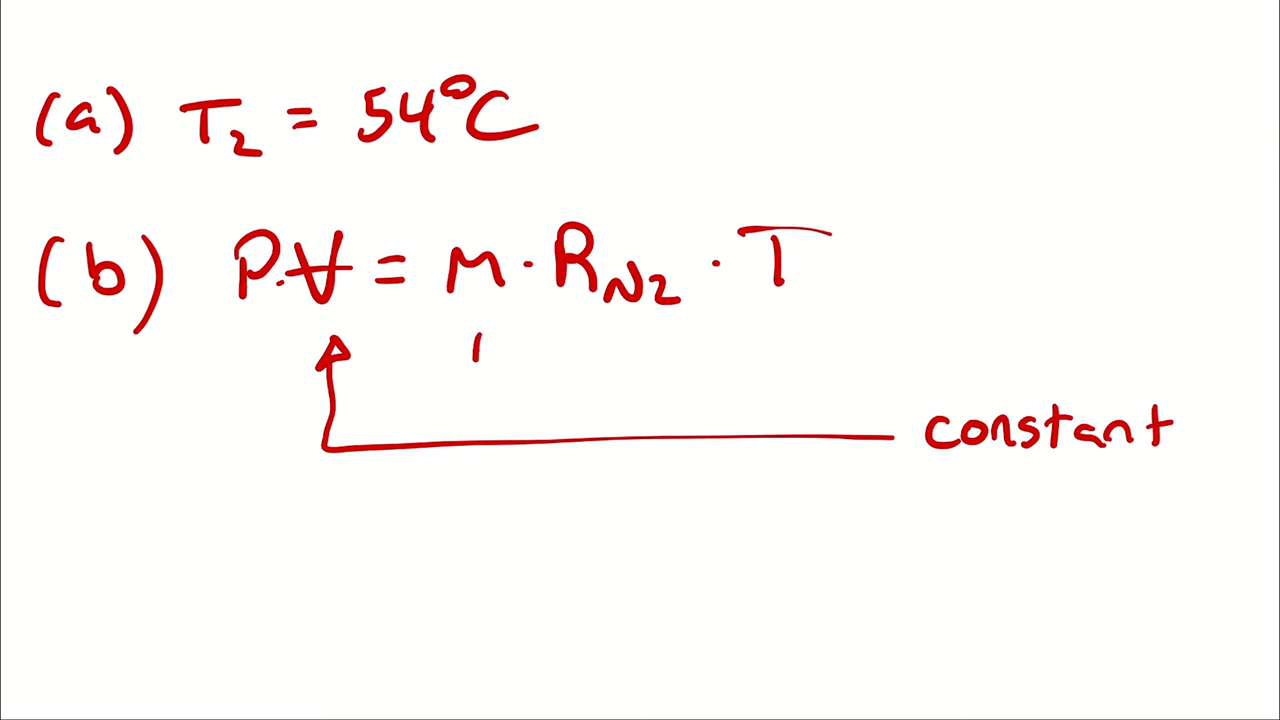 (a) T₂ = 54°C
(b) P.V = m · R_N2 · T
constant